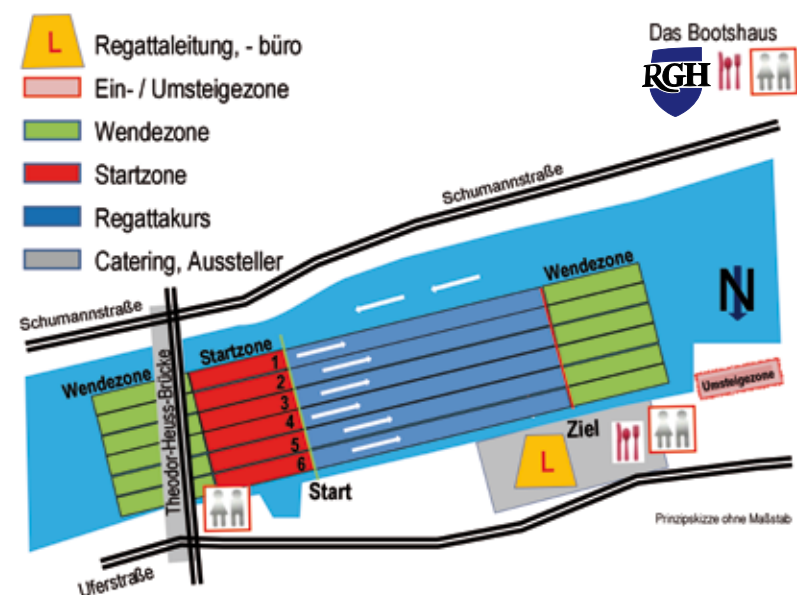 L Regattaleitung, - büro
Ein- / Umsteigezone
Wendezone
Startzone
Regattakurs
Catering, Aussteller
Das Bootshaus
RGH
Schumannstraße
Schumannstraße
Wendezone
N
Startzone
Wendezone
Theodor-Heuss-Brücke
1
2
3
4
5
6
Umsteigezone
Ziel
L
Start
Prinzipskizze ohne Maßstab
Uferstraße